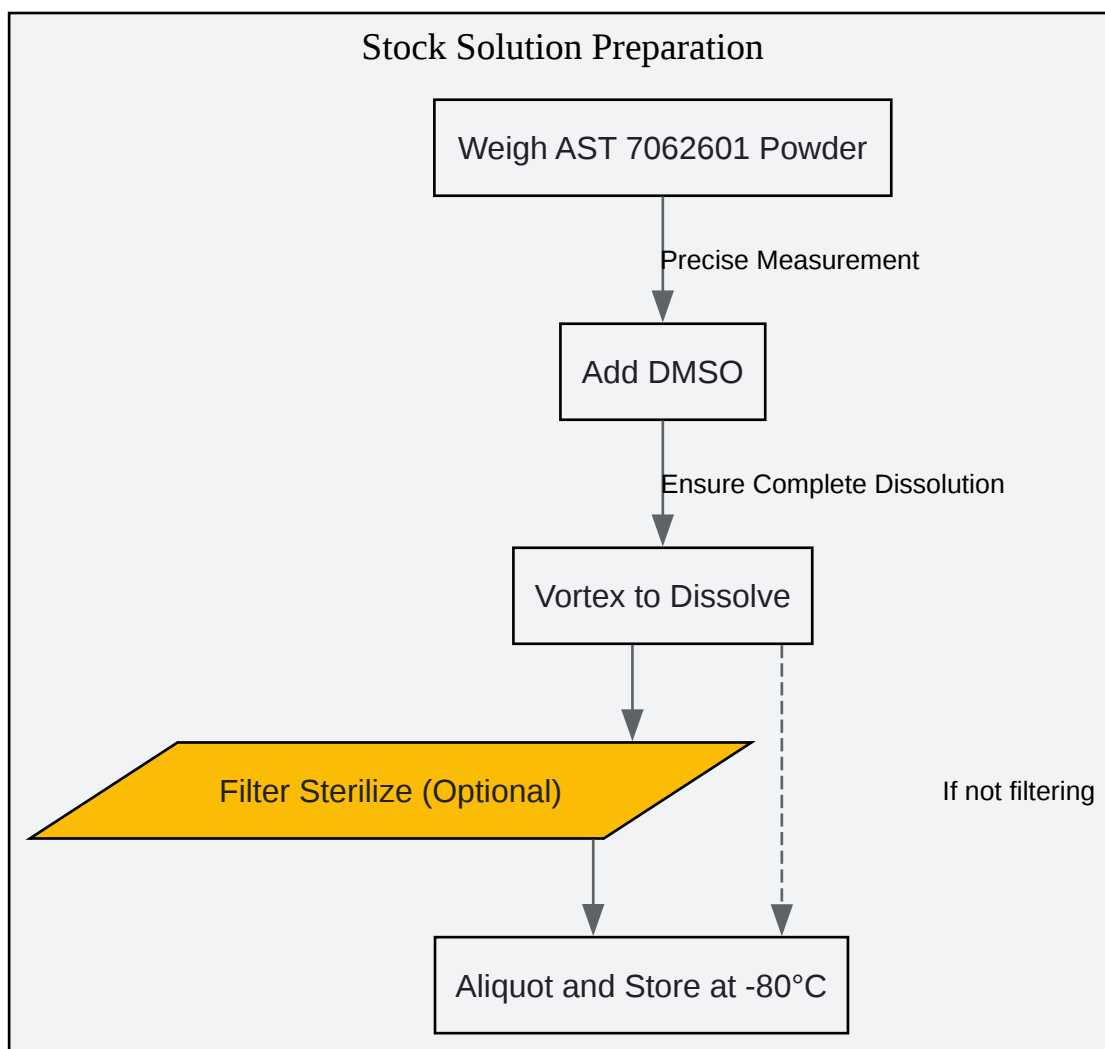 Stock Solution Preparation
Weigh AST 7062601 Powder
Precise Measurement
Add DMSO
Ensure Complete Dissolution
Vortex to Dissolve
Filter Sterilize (Optional)
If not filtering
Aliquot and Store at -80°C